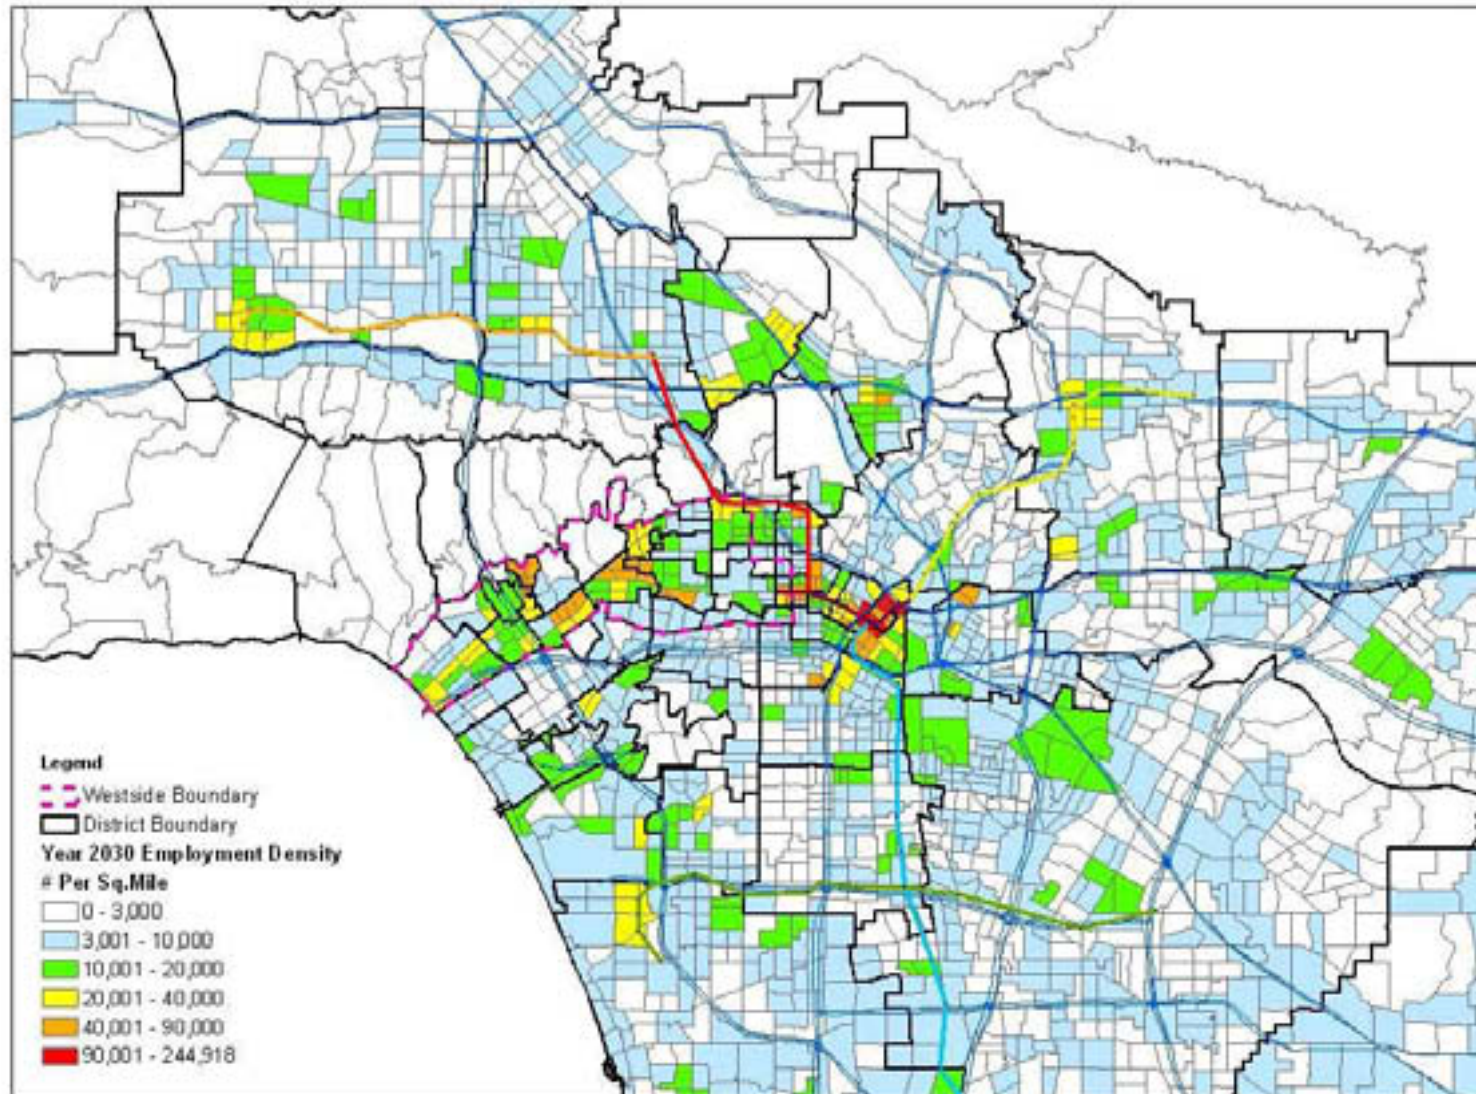 Legend
Westside Boundary
District Boundary
Year 2030 Employment Density
# Per Sq.Mile
0 - 3,000
3,001 - 10,000
10,001 - 20,000
20,001 - 40,000
40,001 - 90,000
90,001 - 244,918